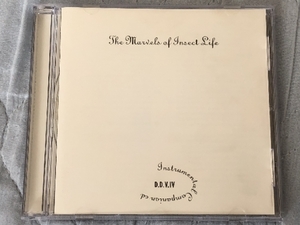 The Marvels of Insect Life
Instrumental Companion cd
D.D.V.IV